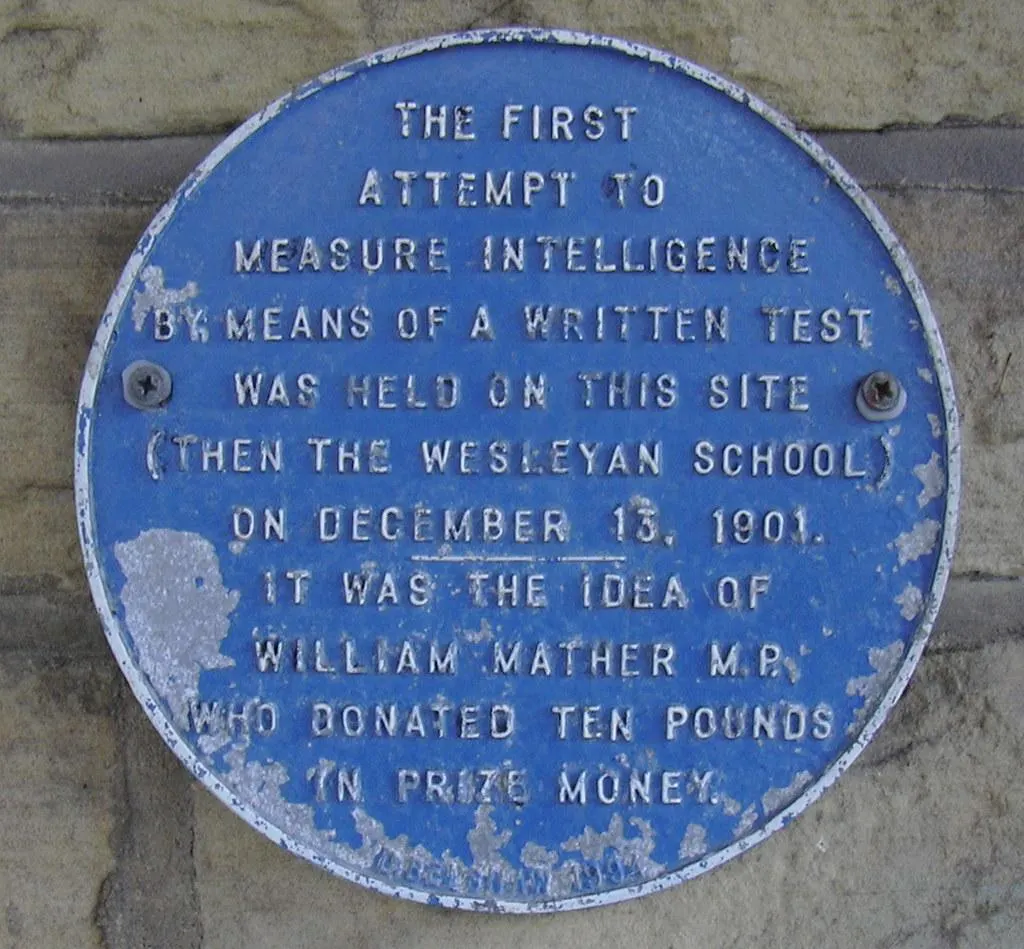 THE FIRST
ATTEMPT TO
MEASURE INTELLIGENCE
BY MEANS OF A WRITTEN TEST
WAS HELD ON THIS SITE
(THEN THE WESLEYAN SCHOOL)
ON DECEMBER 13, 1901.
IT WAS THE IDEA OF
WILLIAM MATHER M.P.
WHO DONATED TEN POUNDS
IN PRIZE MONEY.